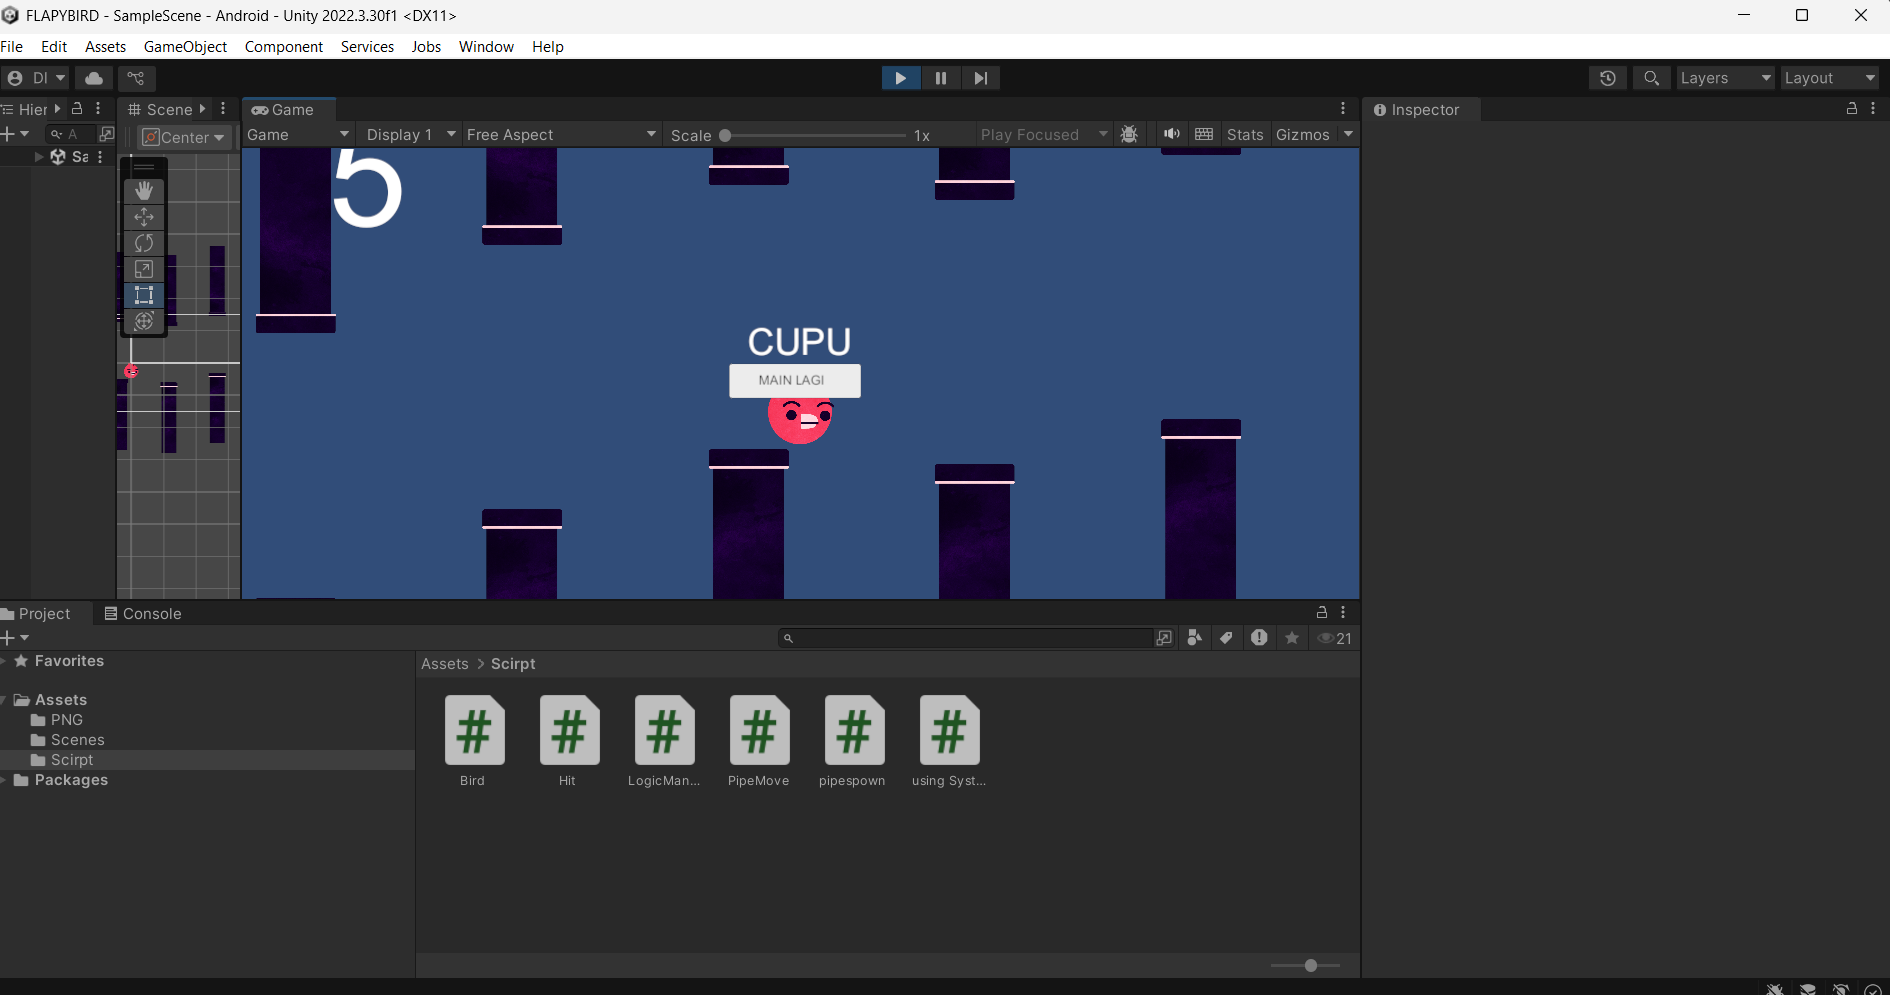 FLAPYBIRD - SampleScene - Android - Unity 2022.3.30f1 <DX11>
File Edit Assets GameObject Component Services Jobs Window Help
DI Layers Layout
Hier Scene Game Inspector
A Center Game Display 1 Free Aspect Scale 1x Play Focused Stats Gizmos
Sa
5
CUPU
MAIN LAGI
Project Console
21
Favorites
Assets > Scirpt
Assets
PNG
Scenes
Scirpt
Packages
Bird Hit LogicMan... PipeMove pipespown using Syst...